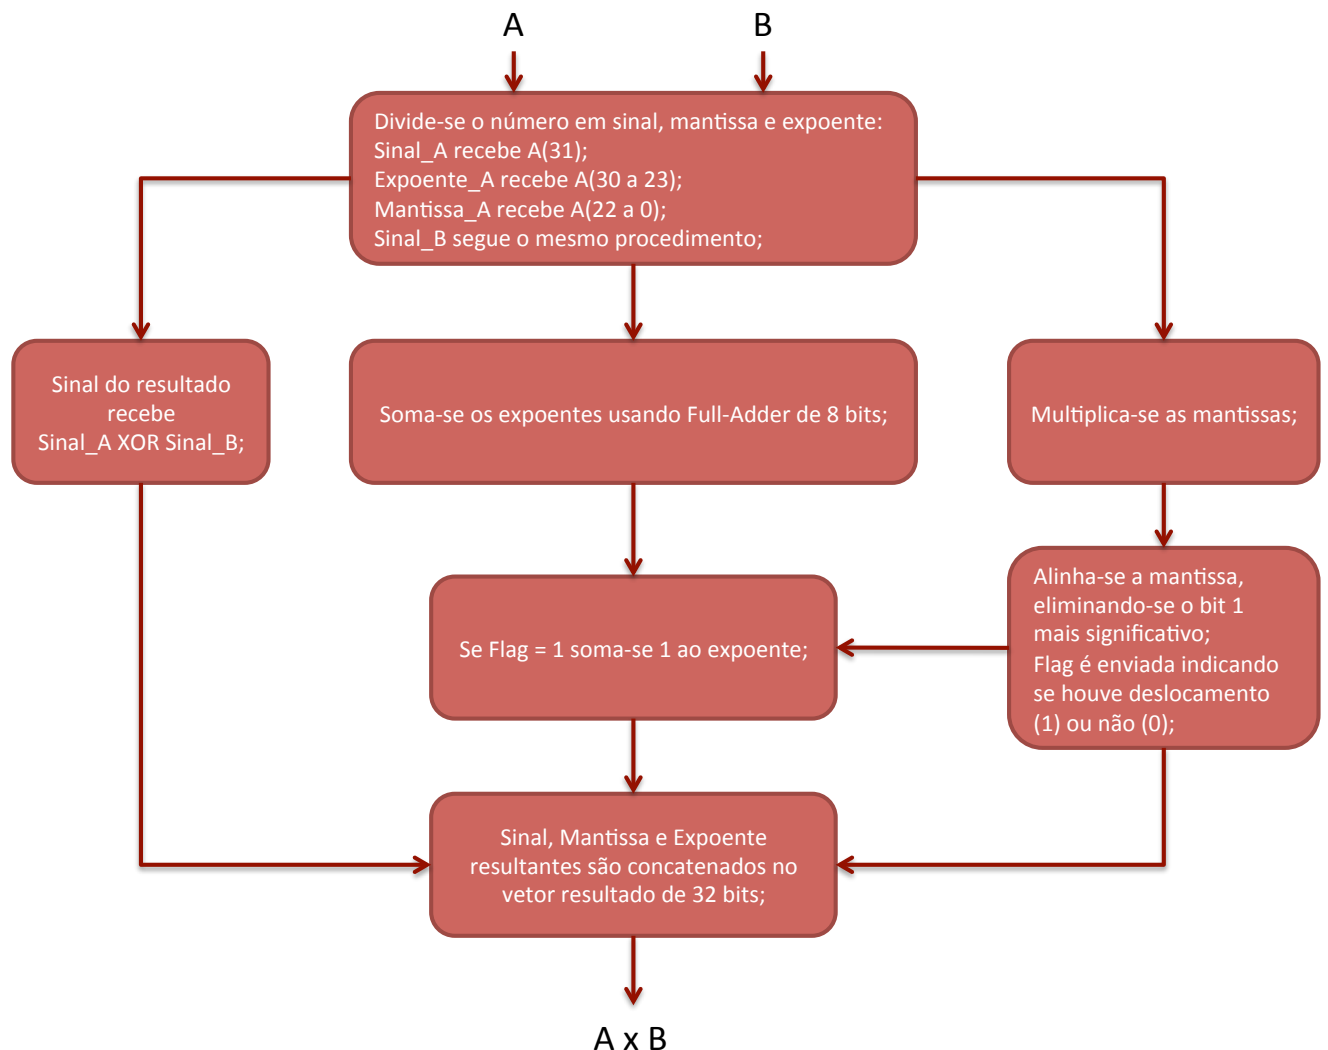 A
B
Divide-se o número em sinal, mantissa e expoente:
Sinal_A recebe A(31);
Expoente_A recebe A(30 a 23);
Mantissa_A recebe A(22 a 0);
Sinal_B segue o mesmo procedimento;
Sinal do resultado
recebe
Sinal_A XOR Sinal_B;
Soma-se os expoentes usando Full-Adder de 8 bits;
Multiplica-se as mantissas;
Alinha-se a mantissa,
eliminando-se o bit 1
mais significativo;
Flag é enviada indicando
se houve deslocamento
(1) ou não (0);
Se Flag = 1 soma-se 1 ao expoente;
Sinal, Mantissa e Expoente
resultantes são concatenados no
vetor resultado de 32 bits;
A x B